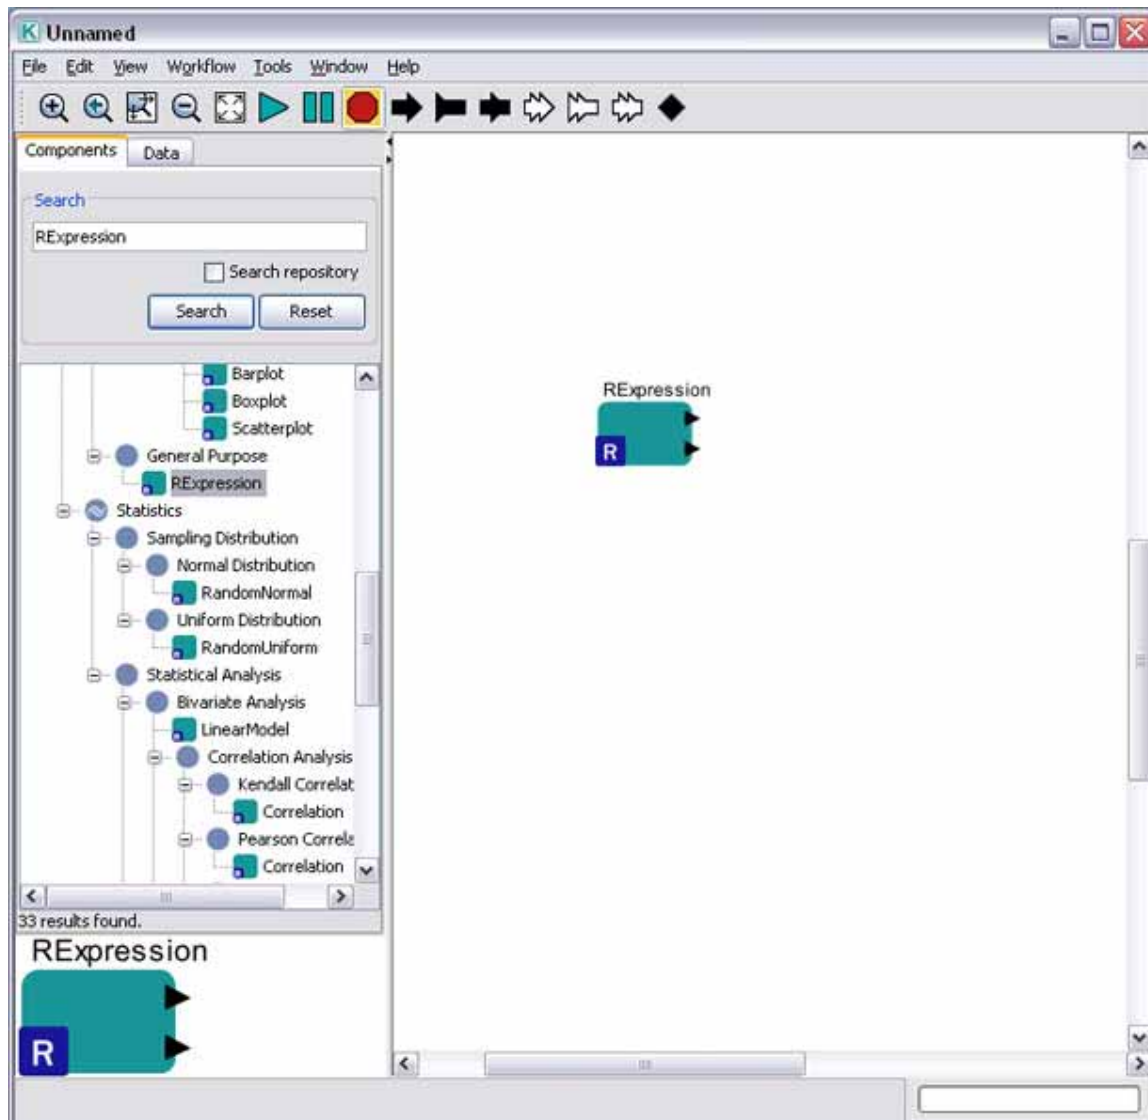 K Unnamed
File Edit View Workflow Tools Window Help
Components Data
Search
RExpression
Search repository
Search Reset
Barplot
Boxplot
Scatterplot
General Purpose
RExpression
Statistics
Sampling Distribution
Normal Distribution
RandomNormal
Uniform Distribution
RandomUniform
Statistical Analysis
Bivariate Analysis
LinearModel
Correlation Analysis
Kendall Correlat
Correlation
Pearson Correla
Correlation
33 results found.
RExpression
R
RExpression
R